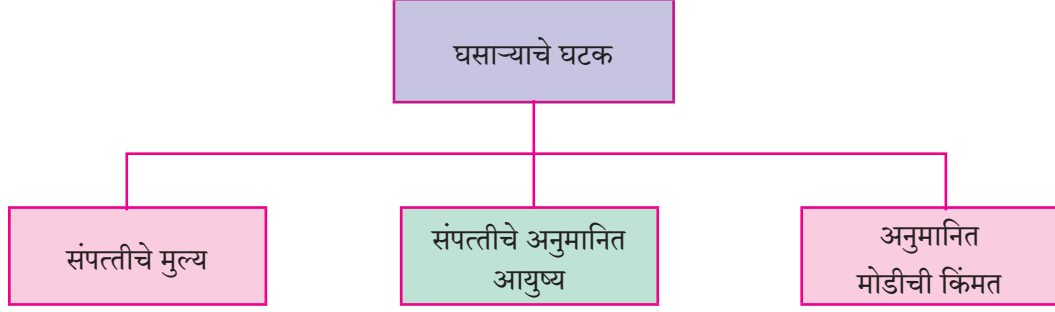 घसाऱ्याचे घटक
संपत्तीचे मुल्य
संपत्तीचे अनुमानित
आयुष्य
अनुमानित
मोडीची किंमत